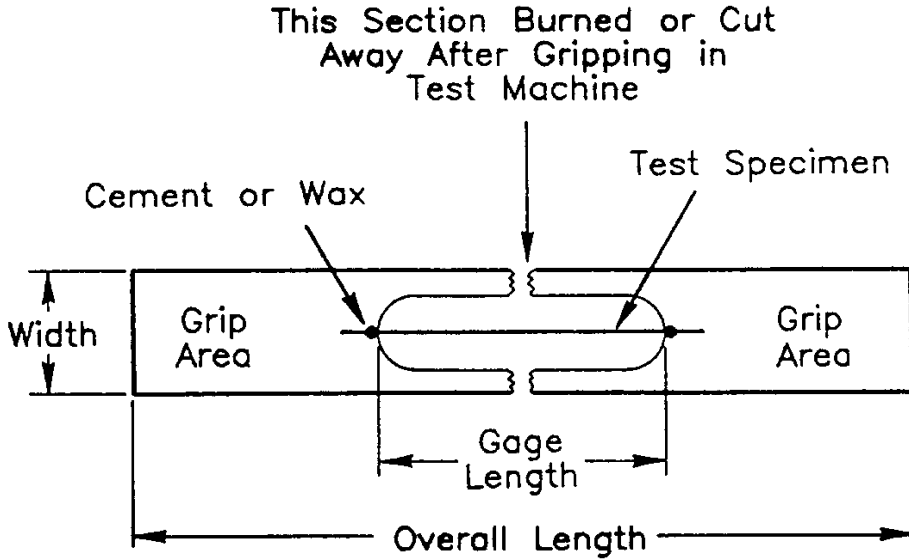 This Section Burned or Cut
Away After Gripping in
Test Machine
Test Specimen
Cement or Wax
Width
Grip
Area
Grip
Area
Gage
Length
Overall Length